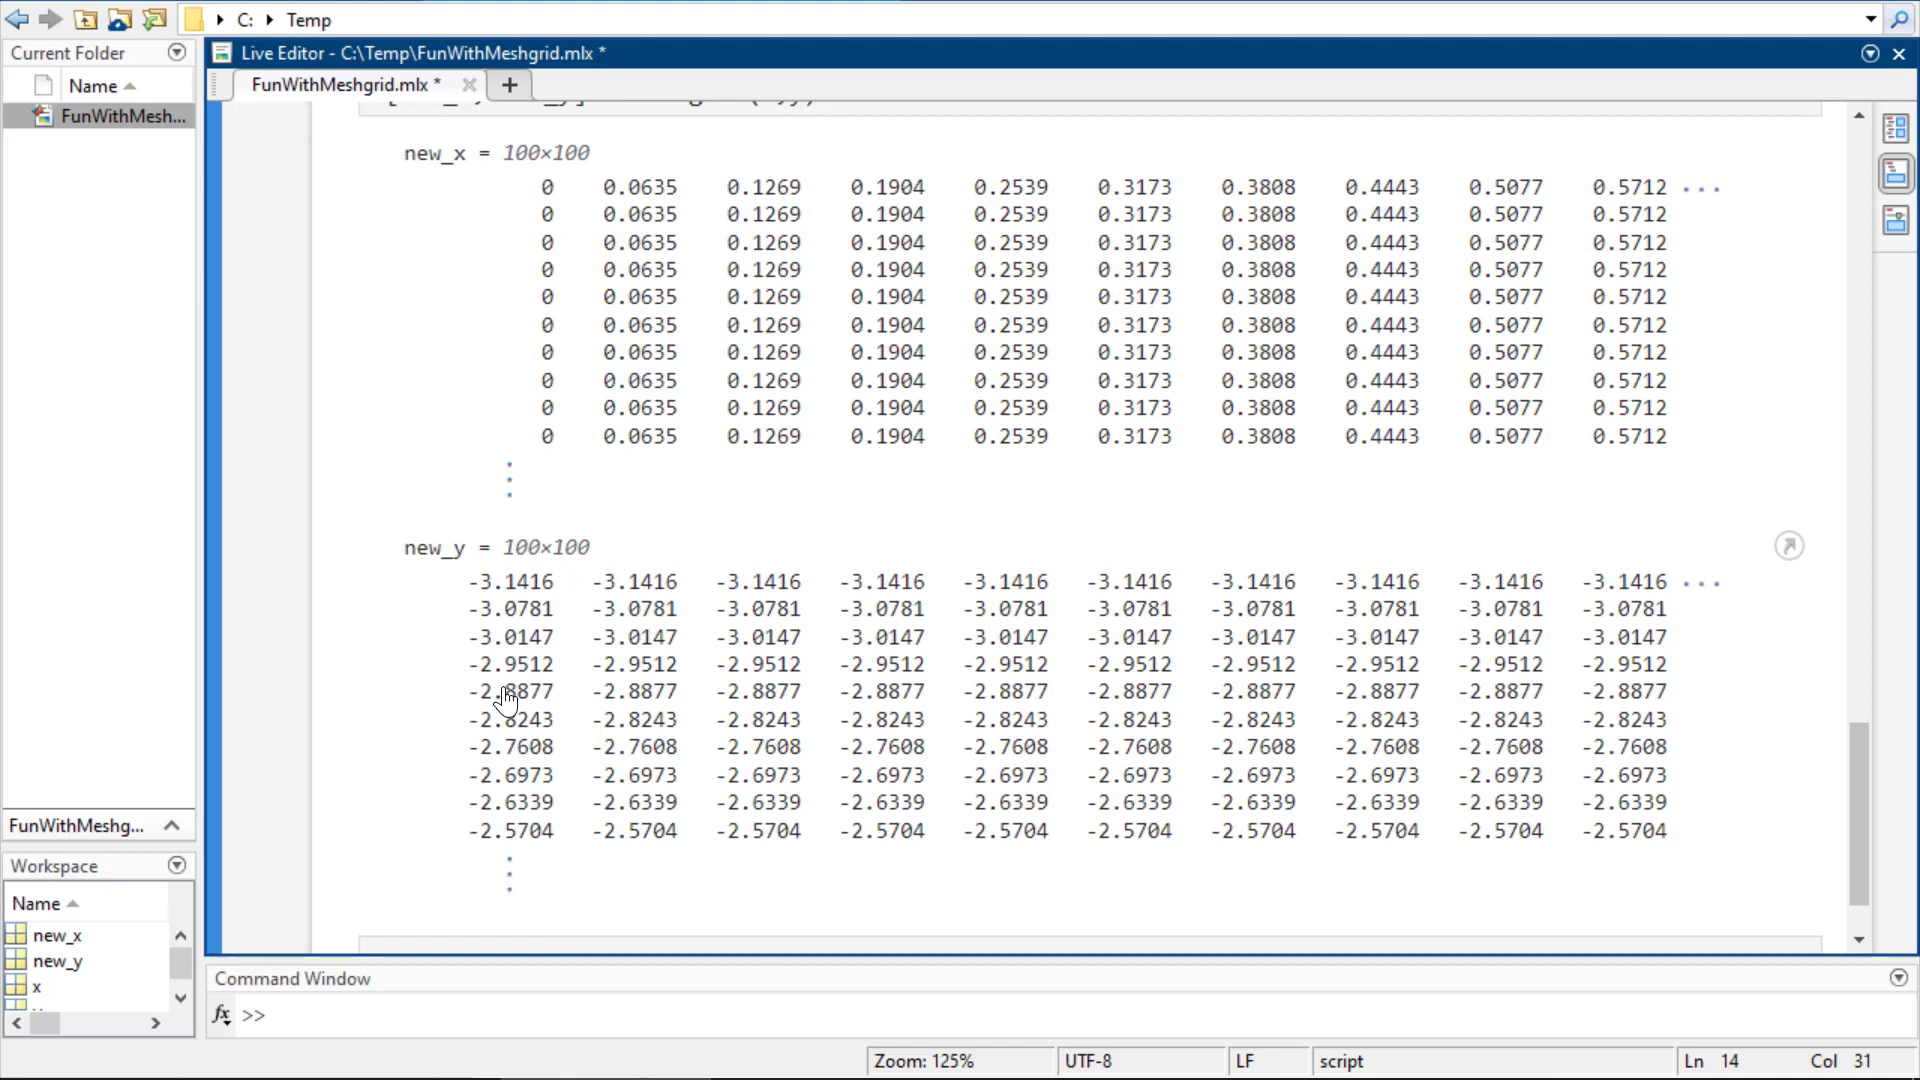 C: Temp
Current Folder
Live Editor - C:\Temp\FunWithMeshgrid.mlx *
Name
FunWithMeshgrid.mlx *
FunWithMesh...
new_x = 100×100
0 0.0635 0.1269 0.1904 0.2539 0.3173 0.3808 0.4443 0.5077 0.5712 ...
0 0.0635 0.1269 0.1904 0.2539 0.3173 0.3808 0.4443 0.5077 0.5712
0 0.0635 0.1269 0.1904 0.2539 0.3173 0.3808 0.4443 0.5077 0.5712
0 0.0635 0.1269 0.1904 0.2539 0.3173 0.3808 0.4443 0.5077 0.5712
0 0.0635 0.1269 0.1904 0.2539 0.3173 0.3808 0.4443 0.5077 0.5712
0 0.0635 0.1269 0.1904 0.2539 0.3173 0.3808 0.4443 0.5077 0.5712
0 0.0635 0.1269 0.1904 0.2539 0.3173 0.3808 0.4443 0.5077 0.5712
0 0.0635 0.1269 0.1904 0.2539 0.3173 0.3808 0.4443 0.5077 0.5712
0 0.0635 0.1269 0.1904 0.2539 0.3173 0.3808 0.4443 0.5077 0.5712
0 0.0635 0.1269 0.1904 0.2539 0.3173 0.3808 0.4443 0.5077 0.5712
new_y = 100×100
-3.1416 -3.1416 -3.1416 -3.1416 -3.1416 -3.1416 -3.1416 -3.1416 -3.1416 -3.1416 ...
-3.0781 -3.0781 -3.0781 -3.0781 -3.0781 -3.0781 -3.0781 -3.0781 -3.0781 -3.0781
-3.0147 -3.0147 -3.0147 -3.0147 -3.0147 -3.0147 -3.0147 -3.0147 -3.0147 -3.0147
-2.9512 -2.9512 -2.9512 -2.9512 -2.9512 -2.9512 -2.9512 -2.9512 -2.9512 -2.9512
-2.8877 -2.8877 -2.8877 -2.8877 -2.8877 -2.8877 -2.8877 -2.8877 -2.8877 -2.8877
-2.8243 -2.8243 -2.8243 -2.8243 -2.8243 -2.8243 -2.8243 -2.8243 -2.8243 -2.8243
-2.7608 -2.7608 -2.7608 -2.7608 -2.7608 -2.7608 -2.7608 -2.7608 -2.7608 -2.7608
-2.6973 -2.6973 -2.6973 -2.6973 -2.6973 -2.6973 -2.6973 -2.6973 -2.6973 -2.6973
-2.6339 -2.6339 -2.6339 -2.6339 -2.6339 -2.6339 -2.6339 -2.6339 -2.6339 -2.6339
-2.5704 -2.5704 -2.5704 -2.5704 -2.5704 -2.5704 -2.5704 -2.5704 -2.5704 -2.5704
FunWithMeshg...
Workspace
Name
new_x
new_y
x
Command Window
fx >>
Zoom: 125% UTF-8 LF script Ln 14 Col 31